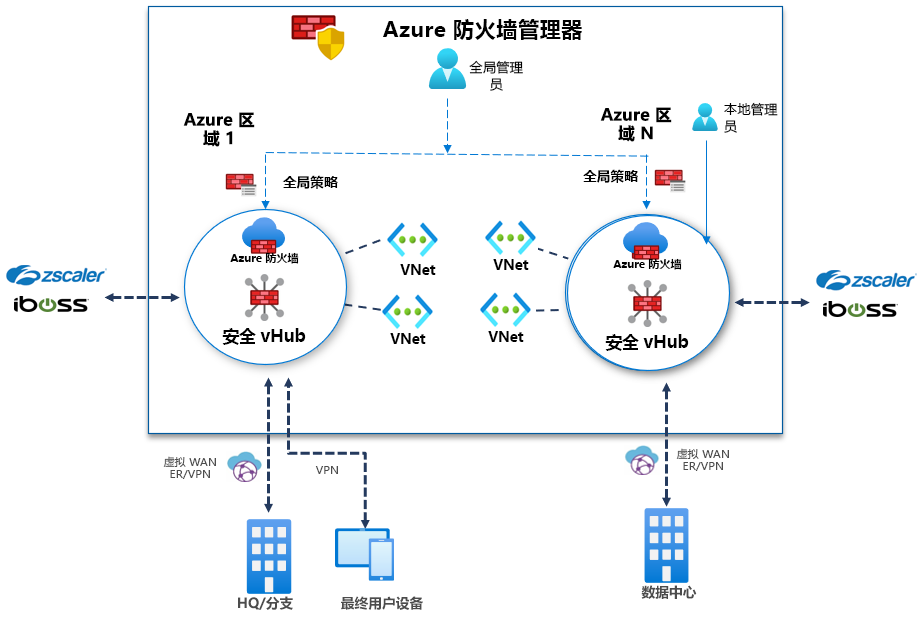 Azure 防火墙管理器
全局管理
员
Azure 区
域 1
Azure 区
域 N
本地管理
员
全局策略
全局策略
Azure 防火墙
安全 vHub
VNet
VNet
VNet
VNet
Azure 防火墙
安全 vHub
zscaler
iboss
zscaler
iboss
虚拟 WAN
ER/VPN
VPN
虚拟 WAN
ER/VPN
HQ/分支
最终用户设备
数据中心